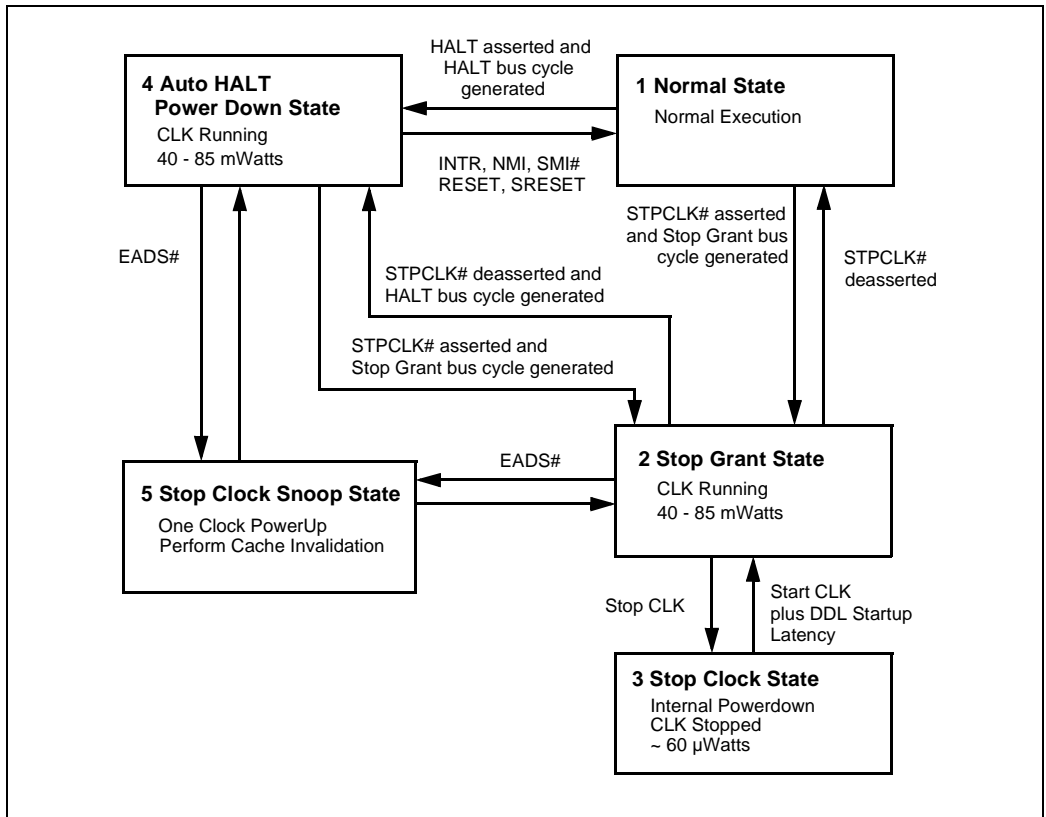 HALT asserted and
HALT bus cycle
generated
4 Auto HALT
Power Down State
CLK Running
40 - 85 mWatts
1 Normal State
Normal Execution
INTR, NMI, SMI#
RESET, SRESET
STPCLK# asserted
and Stop Grant bus
cycle generated
STPCLK#
deasserted
EADS#
STPCLK# deasserted and
HALT bus cycle generated
STPCLK# asserted and
Stop Grant bus cycle generated
EADS#
2 Stop Grant State
CLK Running
40 - 85 mWatts
5 Stop Clock Snoop State
One Clock PowerUp
Perform Cache Invalidation
Stop CLK
Start CLK
plus DDL Startup
Latency
3 Stop Clock State
Internal Powerdown
CLK Stopped
~ 60 µWatts